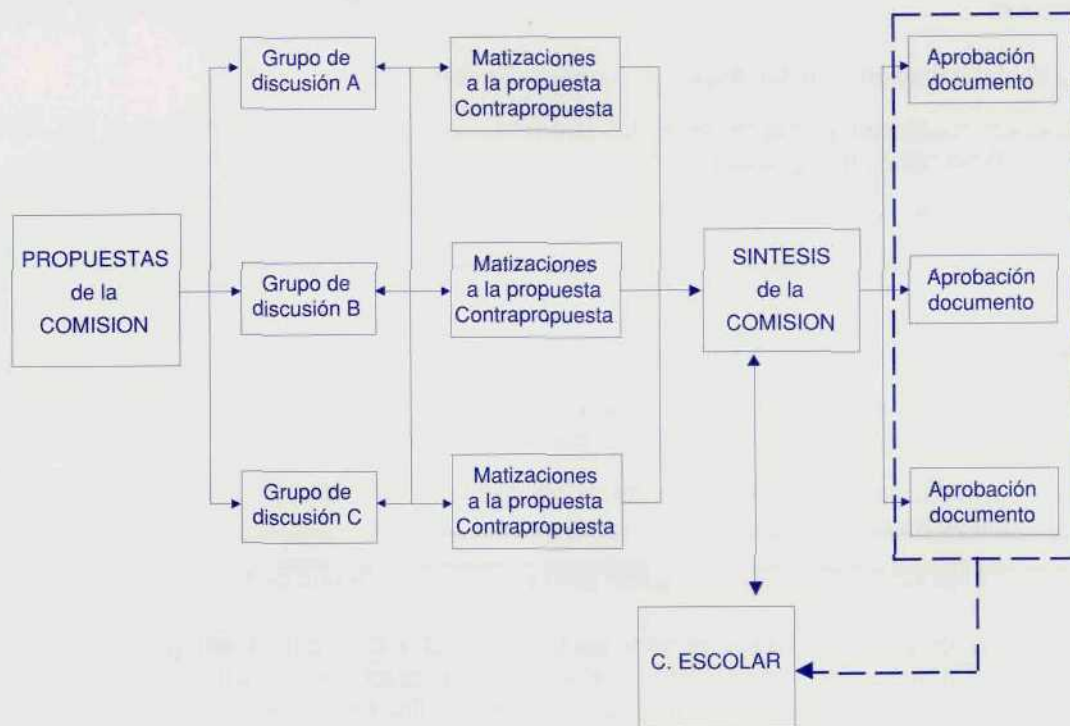 Grupo de
discusión A
Matizaciones
a la propuesta
Contrapropuesta
Aprobación
documento
PROPUESTAS
de la
COMISION
Grupo de
discusión B
Matizaciones
a la propuesta
Contrapropuesta
SINTESIS
de la
COMISION
Aprobación
documento
Grupo de
discusión C
Matizaciones
a la propuesta
Contrapropuesta
Aprobación
documento
C. ESCOLAR